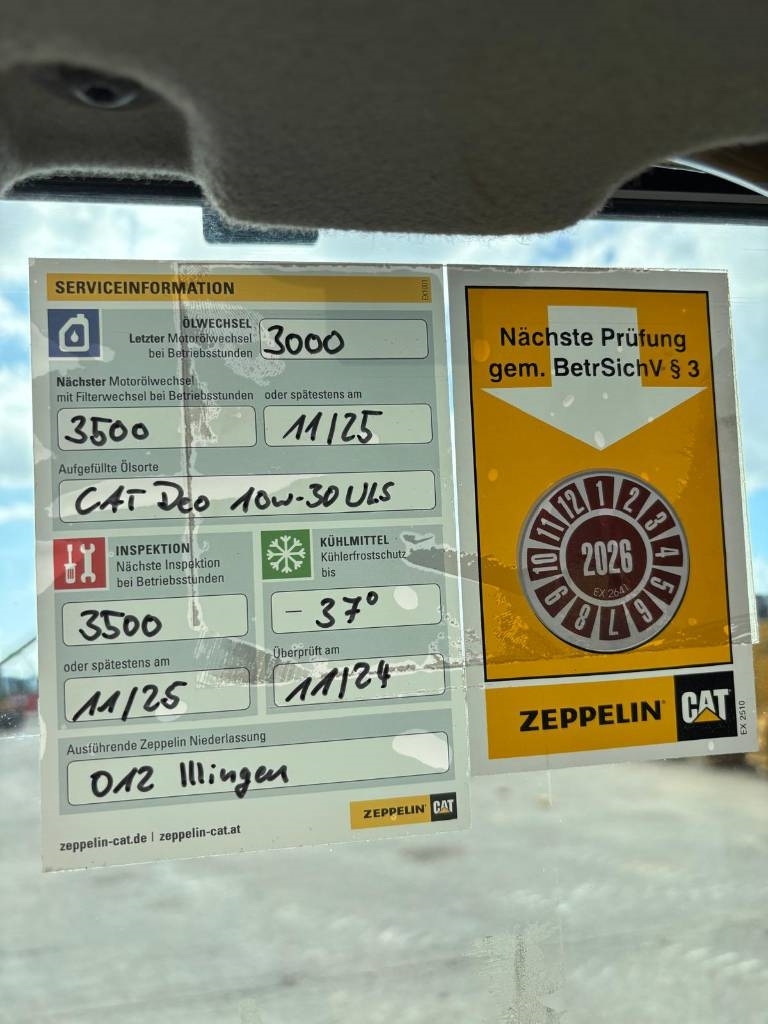 SERVICEINFORMATION
EX1001
ÖLWECHSEL
Letzter Motorölwechsel
bei Betriebsstunden
3000
Nächster Motorölwechsel
mit Filterwechsel bei Betriebsstunden
oder spätestens am
3500
11/25
Aufgefüllte Ölsorte
CAT Deo 10w-30 ULS
INSPEKTION
Nächste Inspektion
bei Betriebsstunden
KÜHLMITTEL
Kühlerfrostschutz
bis
3500
- 37°
oder spätestens am
Überprüft am
11/25
11/24
Ausführende Zeppelin Niederlassung
012 Illingen
ZEPPELIN CAT
zeppelin-cat.de | zeppelin-cat.at
Nächste Prüfung
gem. BetrSichV § 3
1 2 3 4 5 6 7 8 9 10 11 12
2026
EX 2641
ZEPPELIN CAT
EX 2510